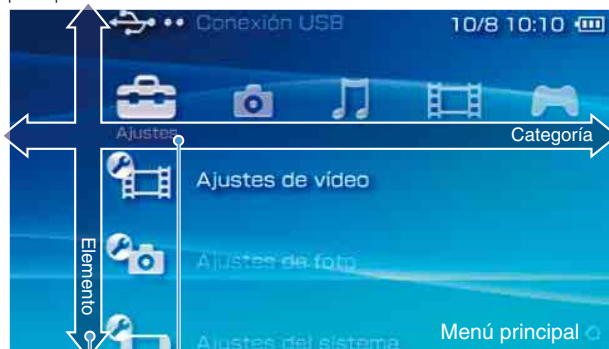 Conexión USB
10/8 10:10
Ajustes
Categoría
Ajustes de vídeo
Elemento
Ajustes de foto
Ajustes del sistema
Menú principal